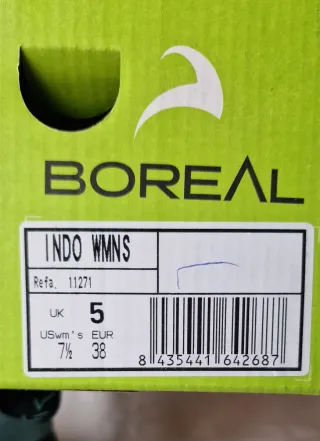 BOREAL
INDO WMNS
Refa. 11271
UK 5
USwm's EUR
7½ 38
8 435441 642687